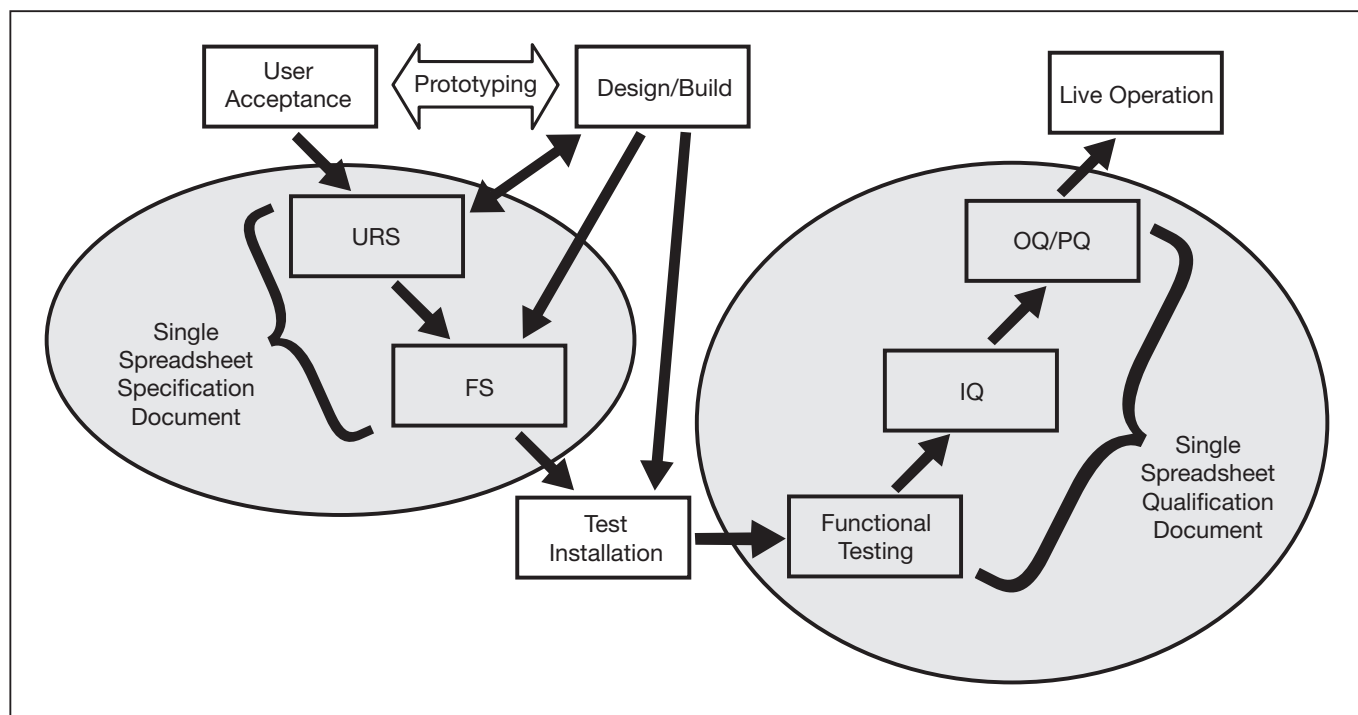 User
Acceptance
Prototyping
Design/Build
Live Operation
URS
OQ/PQ
Single
Spreadsheet
Specification
Document
FS
IQ
Single
Spreadsheet
Qualification
Document
Test
Installation
Functional
Testing